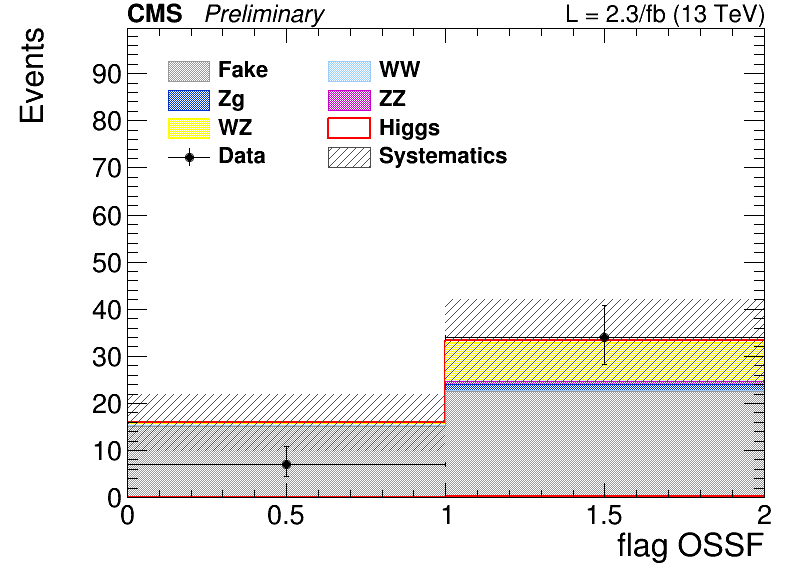 CMS Preliminary L = 2.3/fb (13 TeV)
Events
90
80
70
60
50
40
30
20
10
0
Fake WW
Zg ZZ
WZ Higgs
Data Systematics
0 0.5 1 1.5 2
flag OSSF